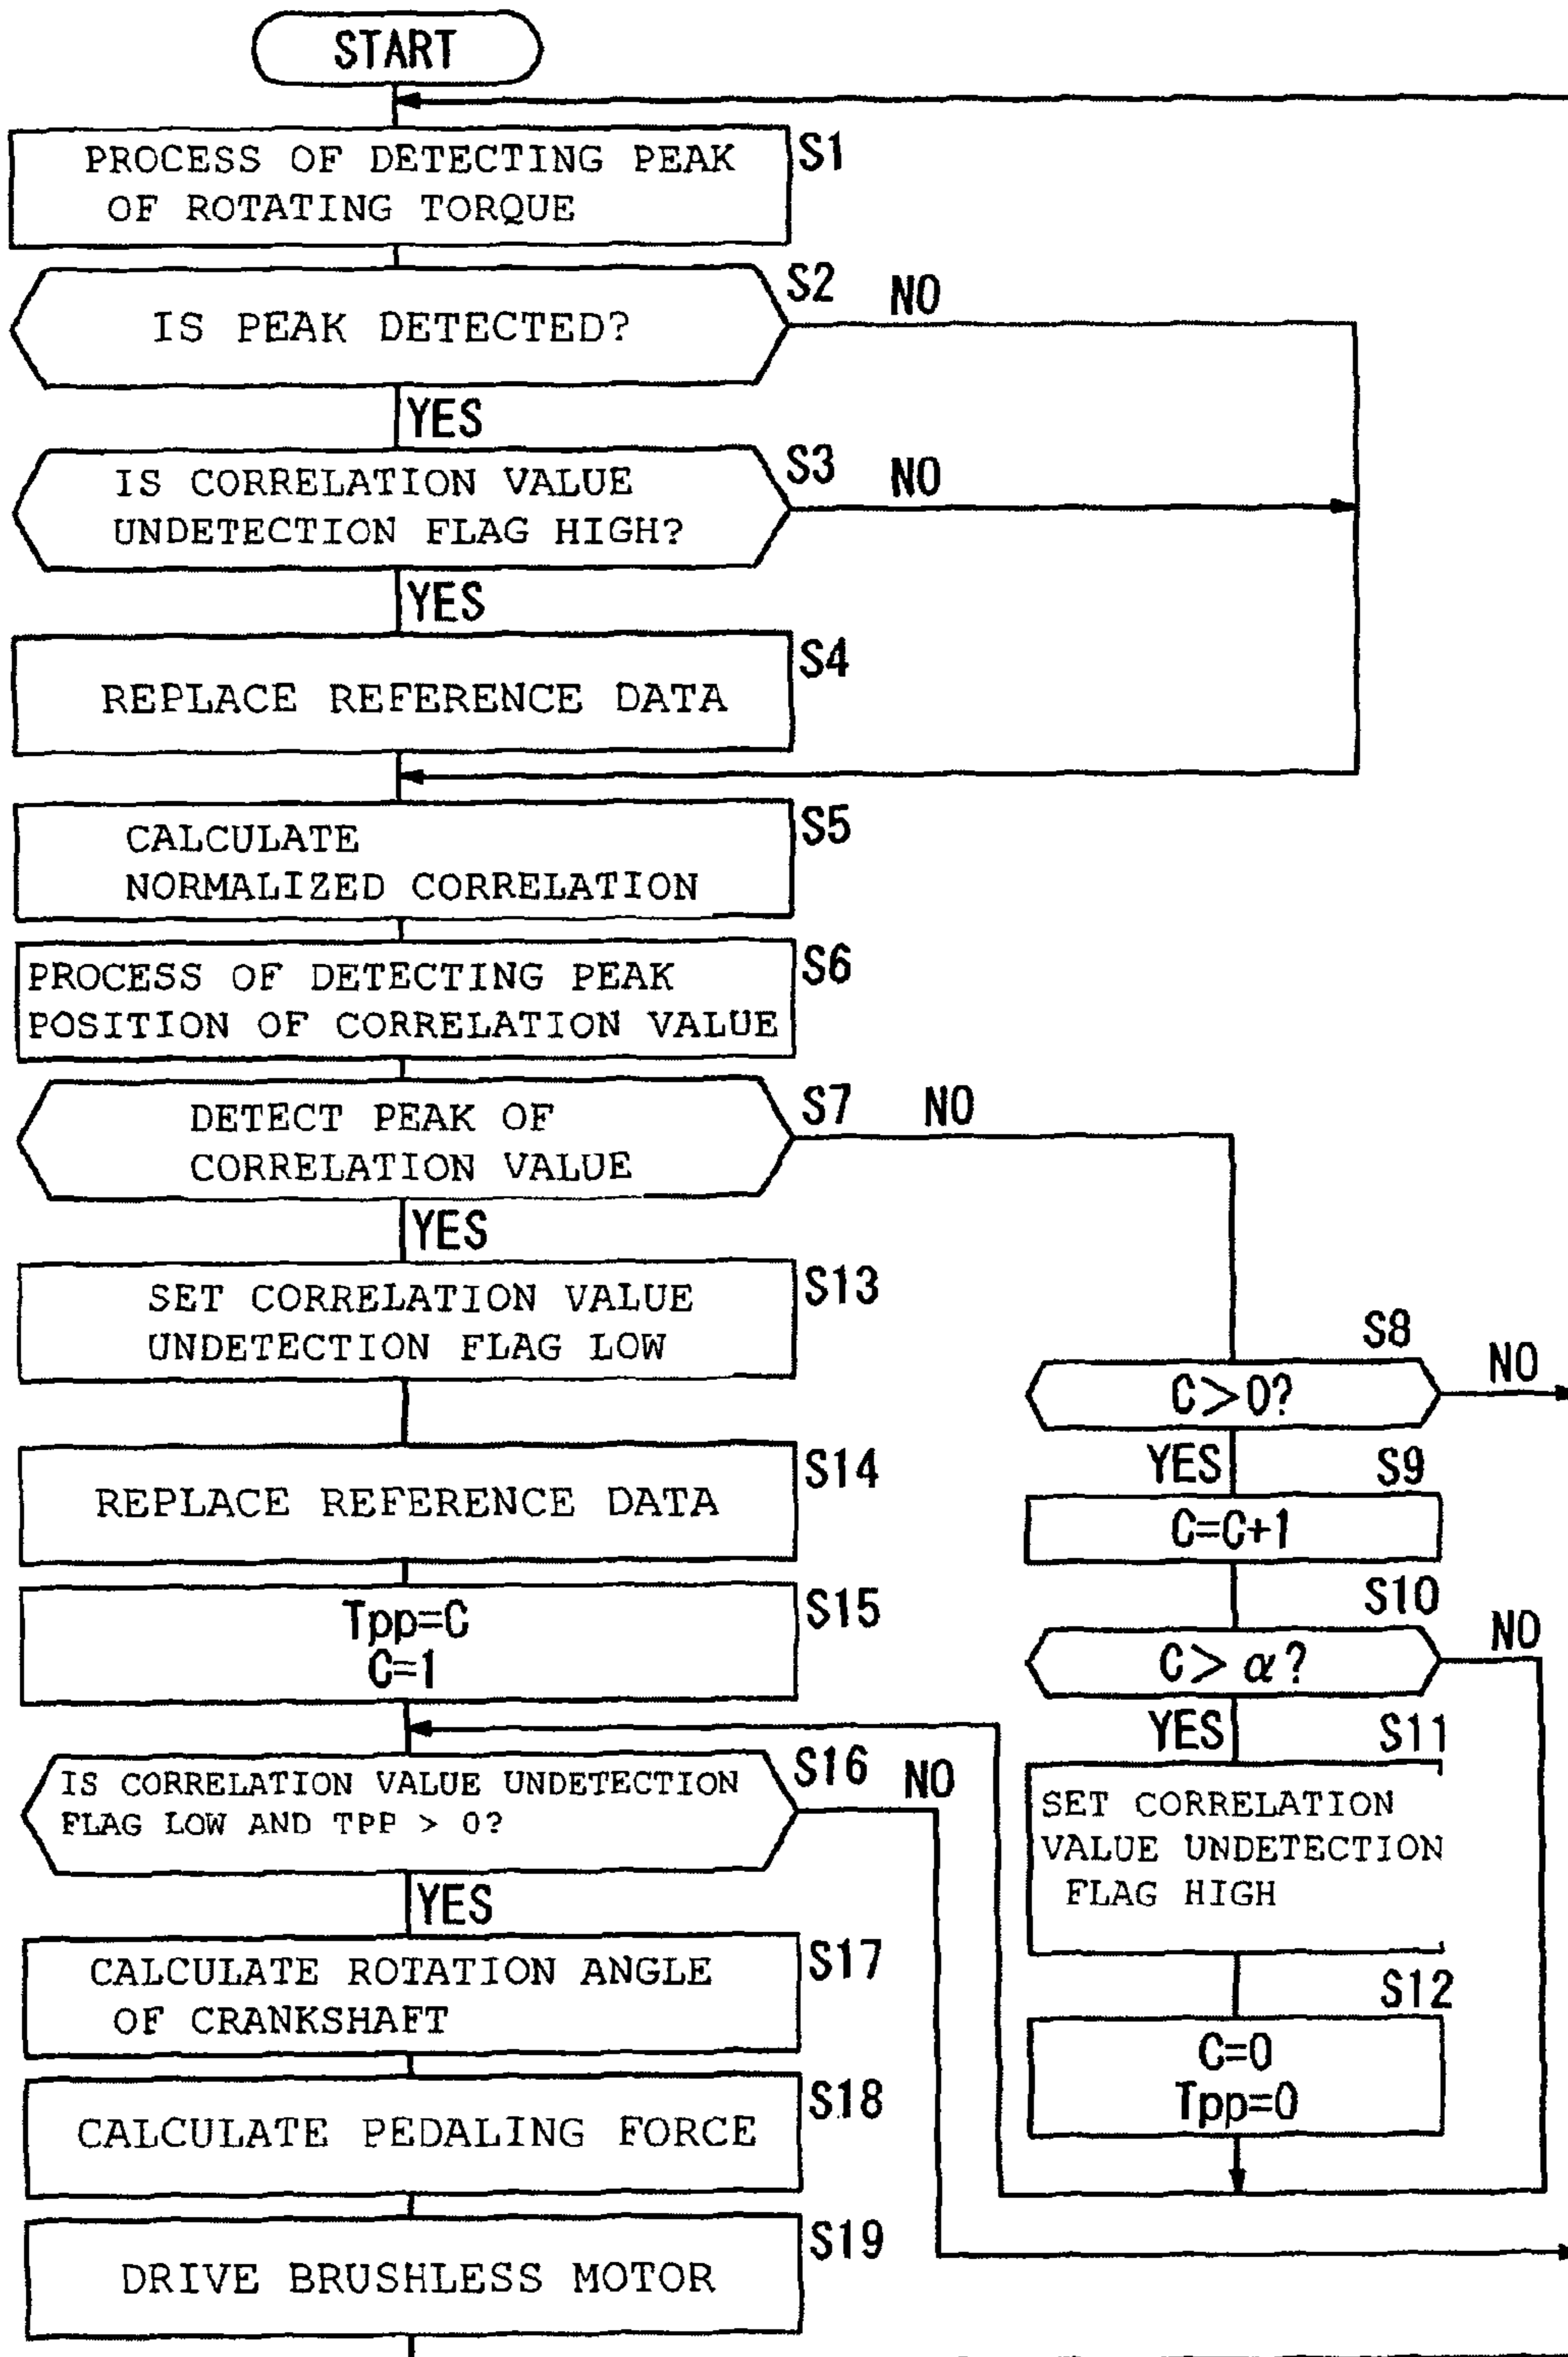 START
PROCESS OF DETECTING PEAK
OF ROTATING TORQUE
S1
IS PEAK DETECTED?
S2
NO
YES
IS CORRELATION VALUE
UNDETECTION FLAG HIGH?
S3
NO
YES
REPLACE REFERENCE DATA
S4
CALCULATE
NORMALIZED CORRELATION
S5
PROCESS OF DETECTING PEAK
POSITION OF CORRELATION VALUE
S6
DETECT PEAK OF
CORRELATION VALUE
S7
NO
YES
SET CORRELATION VALUE
UNDETECTION FLAG LOW
S13
REPLACE REFERENCE DATA
S14
Tpp=C
C=1
S15
IS CORRELATION VALUE UNDETECTION
FLAG LOW AND TPP > 0?
S16
NO
YES
CALCULATE ROTATION ANGLE
OF CRANKSHAFT
S17
CALCULATE PEDALING FORCE
S18
DRIVE BRUSHLESS MOTOR
S19
S8
C>0?
NO
YES
S9
C=C+1
S10
C> α?
NO
YES
S11
SET CORRELATION
VALUE UNDETECTION
FLAG HIGH
S12
C=0
Tpp=0